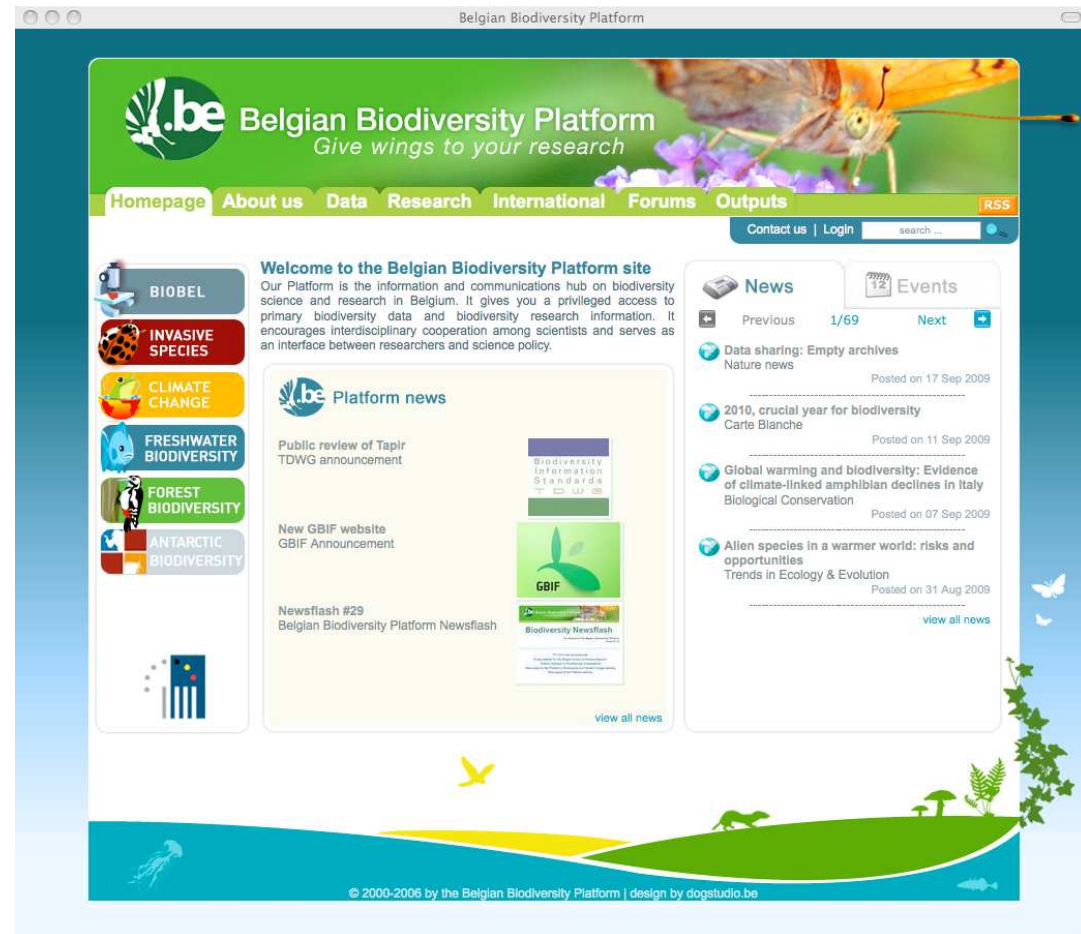 Belgian Biodiversity Platform
.be
Belgian Biodiversity Platform
Give wings to your research
Homepage About us Data Research International Forums Outputs
RSS
Contact us | Login search ...
BIOBEL
INVASIVE
SPECIES
CLIMATE
CHANGE
FRESHWATER
BIODIVERSITY
FOREST
BIODIVERSITY
ANTARCTIC
BIODIVERSITY
Welcome to the Belgian Biodiversity Platform site
Our Platform is the information and communications hub on biodiversity
science and research in Belgium. It gives you a privileged access to
primary biodiversity data and biodiversity research information. It
encourages interdisciplinary cooperation among scientists and serves as
an interface between researchers and science policy.
.be Platform news
Public review of Tapir
TDWG announcement
Biodiversity
Information
Standards
TDWG
New GBIF website
GBIF Announcement
GBIF
Newsflash #29
Belgian Biodiversity Platform Newsflash
Biodiversity Newsflash
view all news
News
12 Events
Previous 1/69 Next
Data sharing: Empty archives
Nature news
Posted on 17 Sep 2009
2010, crucial year for biodiversity
Carte Blanche
Posted on 11 Sep 2009
Global warming and biodiversity: Evidence
of climate-linked amphibian declines in Italy
Biological Conservation
Posted on 07 Sep 2009
Alien species in a warmer world: risks and
opportunities
Trends in Ecology & Evolution
Posted on 31 Aug 2009
view all news
© 2000-2006 by the Belgian Biodiversity Platform | design by dogstudio.be